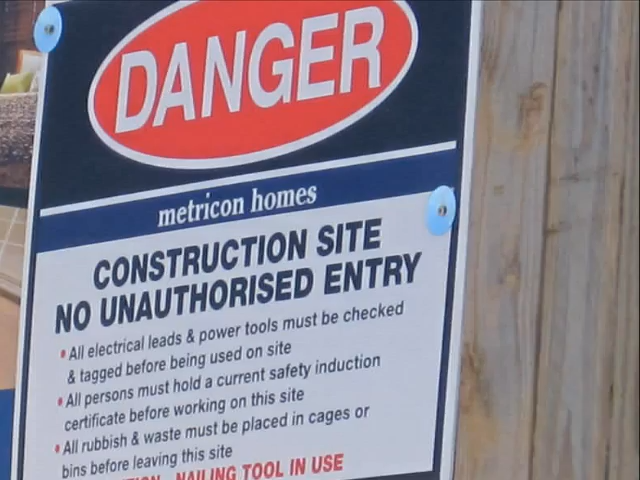 DANGER
metricon homes
CONSTRUCTION SITE
NO UNAUTHORISED ENTRY
• All electrical leads & power tools must be checked
& tagged before being used on site
• All persons must hold a current safety induction
certificate before working on this site
• All rubbish & waste must be placed in cages or
bins before leaving this site
NAILING TOOL IN USE